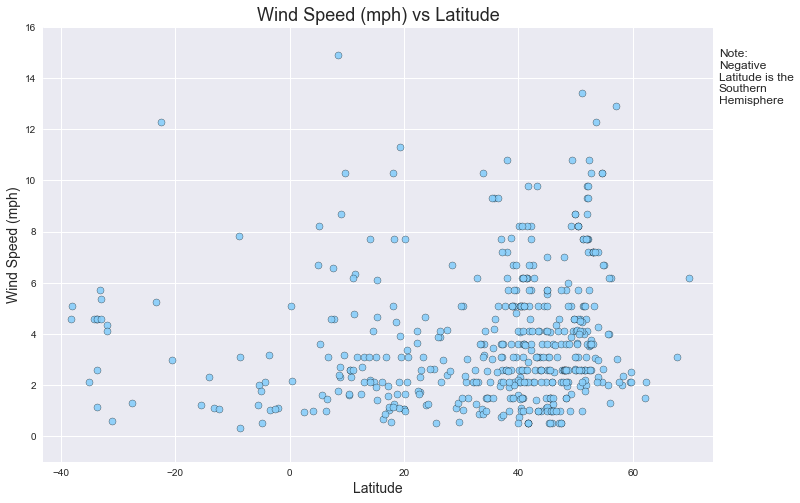 Wind Speed (mph) vs Latitude
16
14
12
10
8
6
4
2
0
Wind Speed (mph)
−40
−20
0
20
40
60
Latitude
Note:
Negative
Latitude is the
Southern
Hemisphere